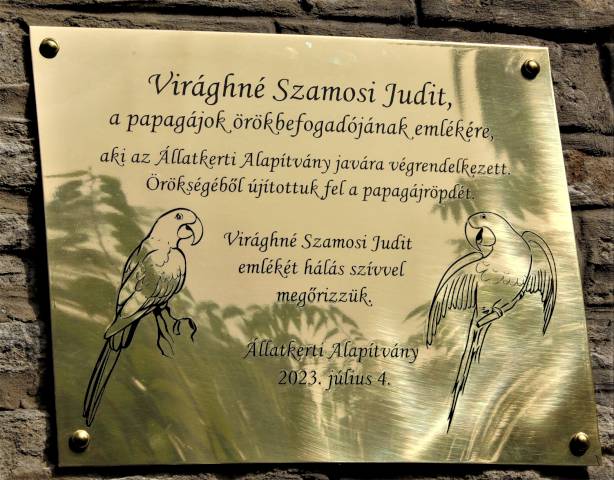 Virághné Szamosi Judit,
a papagájok örökbefogadójának emlékére,
aki az Állatkerti Alapítvány javára végrendelkezett.
Örökségéből újítottuk fel a papagájröpdét.
Virághné Szamosi Judit
emlékét hálás szívvel
megőrizzük.
Állatkerti Alapítvány
2023. július 4.